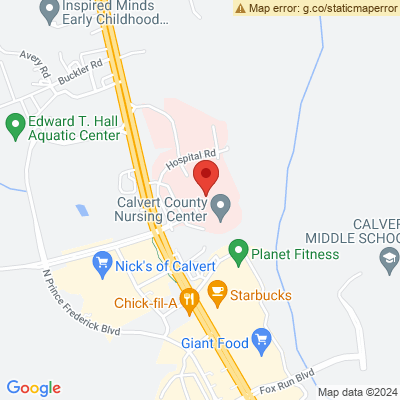 Map error: g.co/staticmaperror
Inspired Minds
Early Childhood...
Avery Rd
Buckler Rd
Edward T. Hall
Aquatic Center
Hospital Rd
Calvert County
Nursing Center
CALVER
MIDDLE SCHOO
Planet Fitness
Nick's of Calvert
N Prince Frederick Blvd
Chick-fil-A
Starbucks
Giant Food
Fox Run Blvd
Google
Map data ©2024